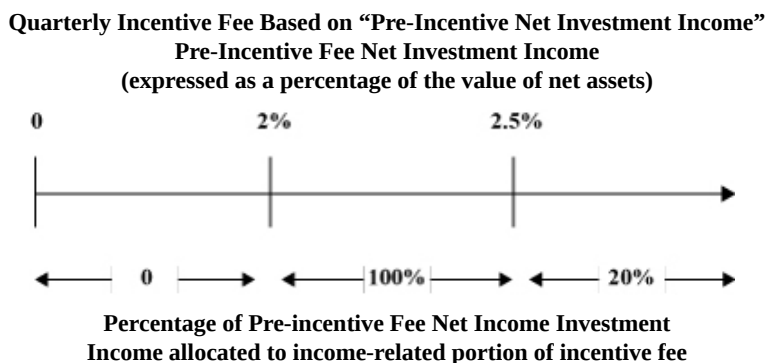 Quarterly Incentive Fee Based on “Pre-Incentive Net Investment Income”
Pre-Incentive Fee Net Investment Income
(expressed as a percentage of the value of net assets)
0 2% 2.5%
0 100% 20%
Percentage of Pre-incentive Fee Net Income Investment
Income allocated to income-related portion of incentive fee